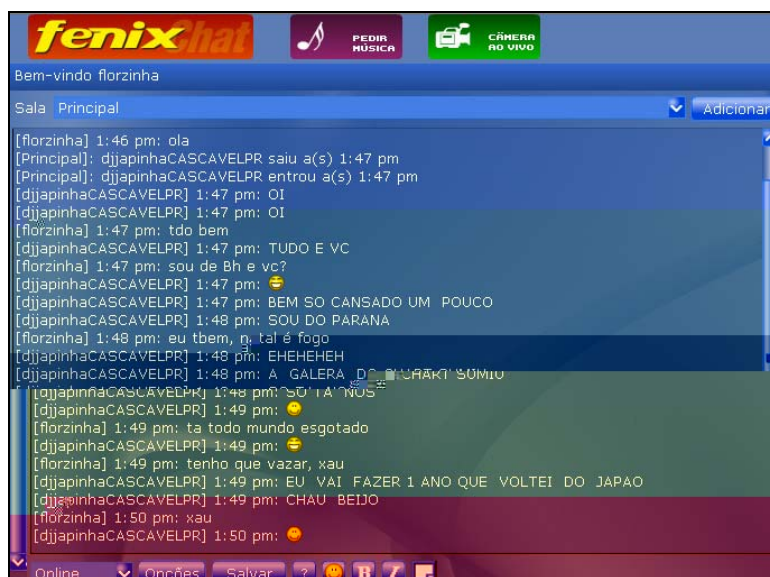 fenixChat
PEDIR MÚSICA
CÂMERA AO VIVO
Bem-vindo florzinha
Sala Principal
Adicionar
[florzinha] 1:46 pm: ola
[Principal]: djjapinhaCASCAVELPR saiu a(s) 1:47 pm
[Principal]: djjapinhaCASCAVELPR entrou a(s) 1:47 pm
[djjapinhaCASCAVELPR] 1:47 pm: OI
[djjapinhaCASCAVELPR] 1:47 pm: OI
[florzinha] 1:47 pm: tdo bem
[djjapinhaCASCAVELPR] 1:47 pm: TUDO E VC
[florzinha] 1:47 pm: sou de Bh e vc?
[djjapinhaCASCAVELPR] 1:47 pm: 😁
[djjapinhaCASCAVELPR] 1:47 pm: BEM SO CANSADO UM POUCO
[djjapinhaCASCAVELPR] 1:48 pm: SOU DO PARANA
[florzinha] 1:48 pm: eu tbem, n. tal é fogo
[djjapinhaCASCAVELPR] 1:48 pm: EHEHEHEH
[djjapinhaCASCAVELPR] 1:48 pm: A GALERA SUMIU
[djjapinhaCASCAVELPR] 1:48 pm: SO TA NOS
[djjapinhaCASCAVELPR] 1:49 pm: 🙂
[florzinha] 1:49 pm: ta todo mundo esgotado
[djjapinhaCASCAVELPR] 1:49 pm: 😁
[florzinha] 1:49 pm: tenho que vazar, xau
[djjapinhaCASCAVELPR] 1:49 pm: EU VAI FAZER 1 ANO QUE VOLTEI DO JAPAO
[djjapinhaCASCAVELPR] 1:49 pm: CHAU BEIJO
[florzinha] 1:50 pm: xau
[djjapinhaCASCAVELPR] 1:50 pm: 🙂
Online Opções Salvar ? B I